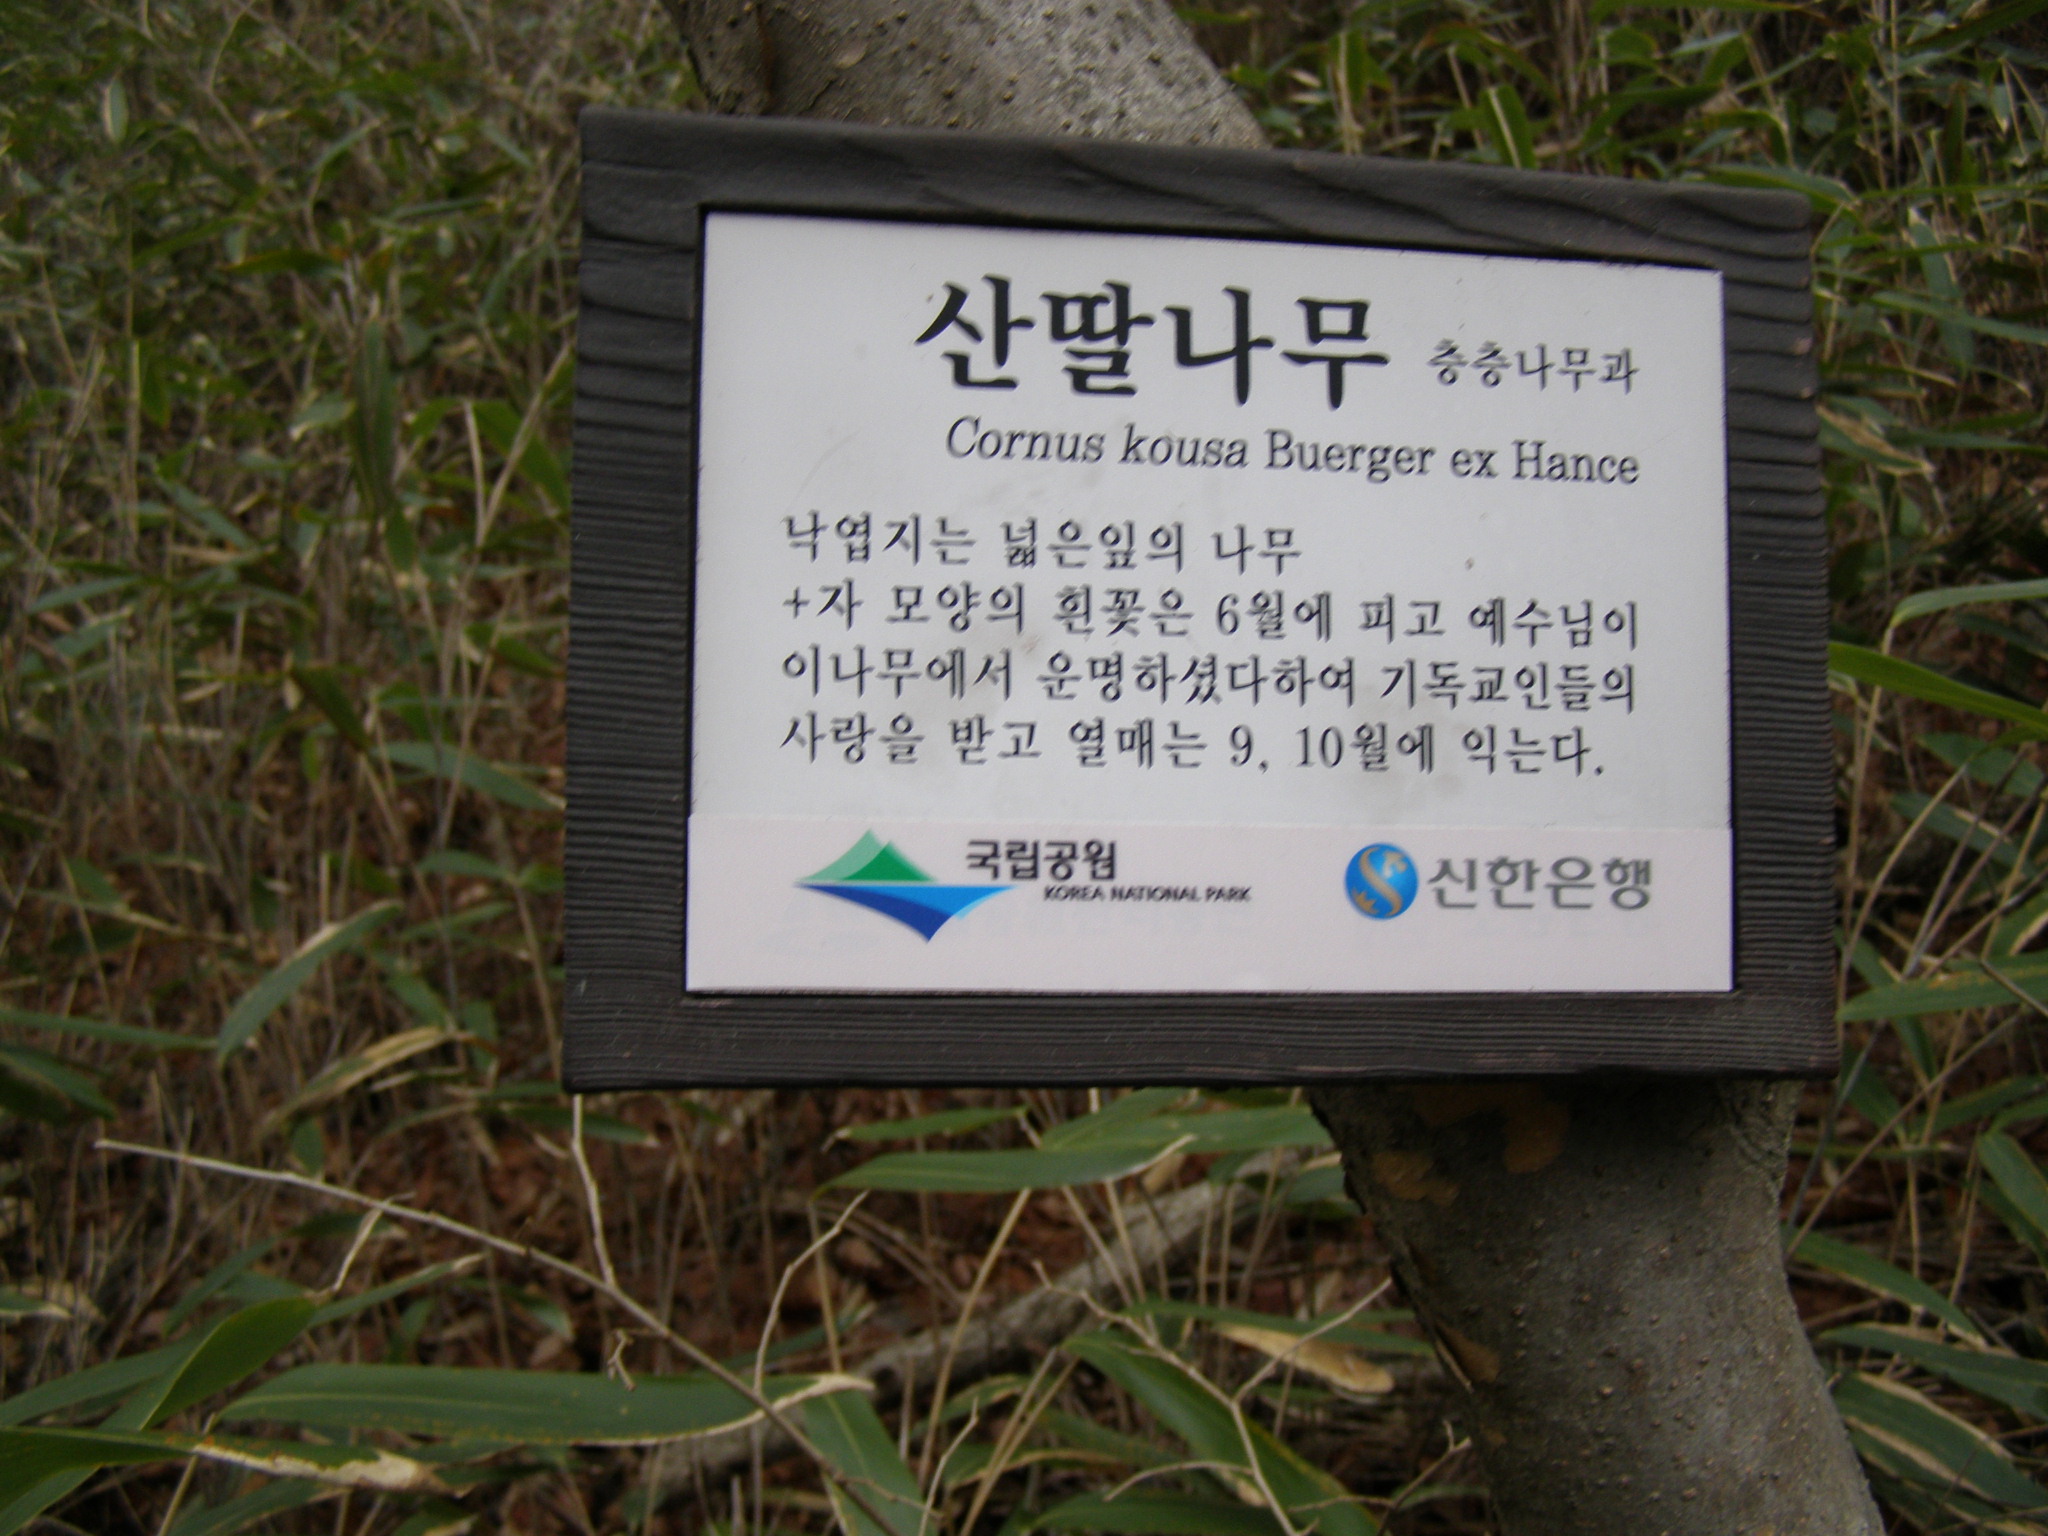 산딸나무 층층나무과
Cornus kousa Buerger ex Hance
낙엽지는 넓은잎의 나무
+자 모양의 흰꽃은 6월에 피고 예수님이
이나무에서 운명하셨다하여 기독교인들의
사랑을 받고 열매는 9, 10월에 익는다.
국립공원
KOREA NATIONAL PARK
신한은행